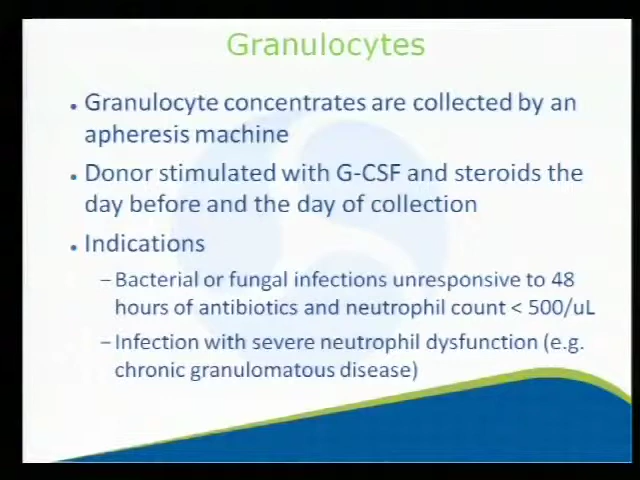 Granulocytes
• Granulocyte concentrates are collected by an
apheresis machine
• Donor stimulated with G-CSF and steroids the
day before and the day of collection
• Indications
– Bacterial or fungal infections unresponsive to 48
hours of antibiotics and neutrophil count < 500/uL
– Infection with severe neutrophil dysfunction (e.g.
chronic granulomatous disease)